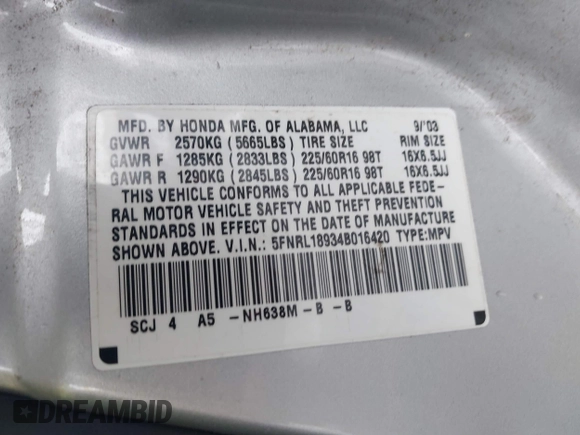 MFD. BY HONDA MFG. OF ALABAMA, LLC 9/'03
GVWR 2570KG (5665LBS) TIRE SIZE RIM SIZE
GAWR F 1285KG (2833LBS) 225/60R16 98T 16X6.5JJ
GAWR R 1290KG (2845LBS) 225/60R16 98T 16X6.5JJ
THIS VEHICLE CONFORMS TO ALL APPLICABLE FEDE-
RAL MOTOR VEHICLE SAFETY AND THEFT PREVENTION
STANDARDS IN EFFECT ON THE DATE OF MANUFACTURE
SHOWN ABOVE. V.I.N.: 5FNRL18934B016420 TYPE:MPV
SCJ 4 A5 -NH638M -B -B
DREAMBID